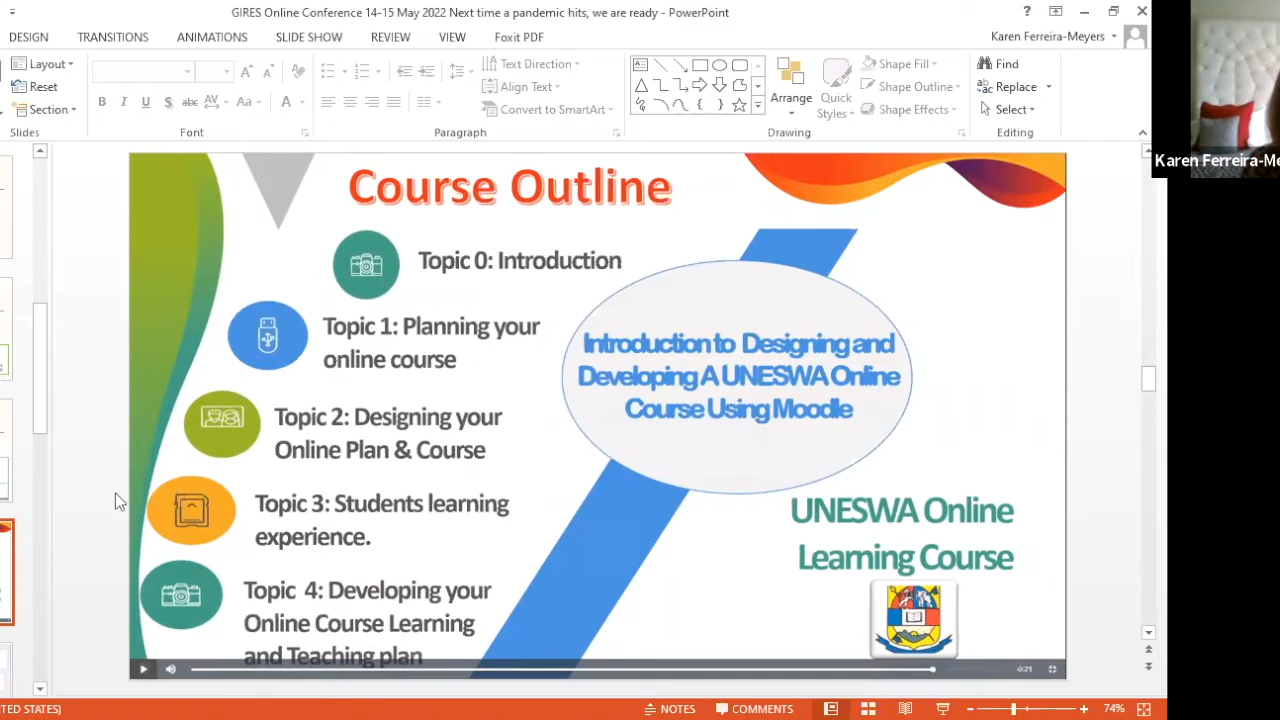 GIRES Online Conference 14-15 May 2022 Next time a pandemic hits, we are ready - PowerPoint
?
DESIGN TRANSITIONS ANIMATIONS SLIDE SHOW REVIEW VIEW Foxit PDF
Karen Ferreira-Meyers
Layout
Reset
Section
Slides
B I U S abc AV Aa A
Font
Text Direction
Align Text
Convert to SmartArt
Paragraph
Arrange
Quick
Styles
Shape Fill
Shape Outline
Shape Effects
Drawing
Find
Replace
Select
Editing
Karen Ferreira-Me
Course Outline
Topic 0: Introduction
Topic 1: Planning your
online course
Topic 2: Designing your
Online Plan & Course
Topic 3: Students learning
experience.
Topic 4: Developing your
Online Course Learning
and Teaching plan
Introduction to Designing and
Developing A UNESWA Online
Course Using Moodle
UNESWA Online
Learning Course
-0:21
TED STATES) NOTES COMMENTS 74%